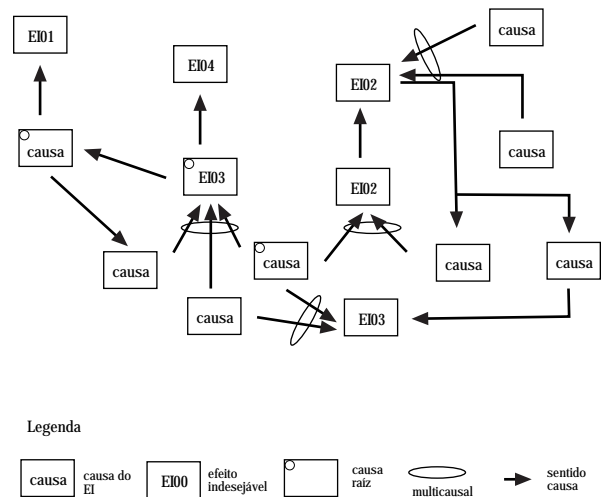 EI01
causa
EI04
EI02
causa
causa
EI03
EI02
causa
causa
causa
causa
causa
EI03
Legenda
causa
causa do
EI
EI00
efeito
indesejável
causa
raíz
multicausal
sentido
causa